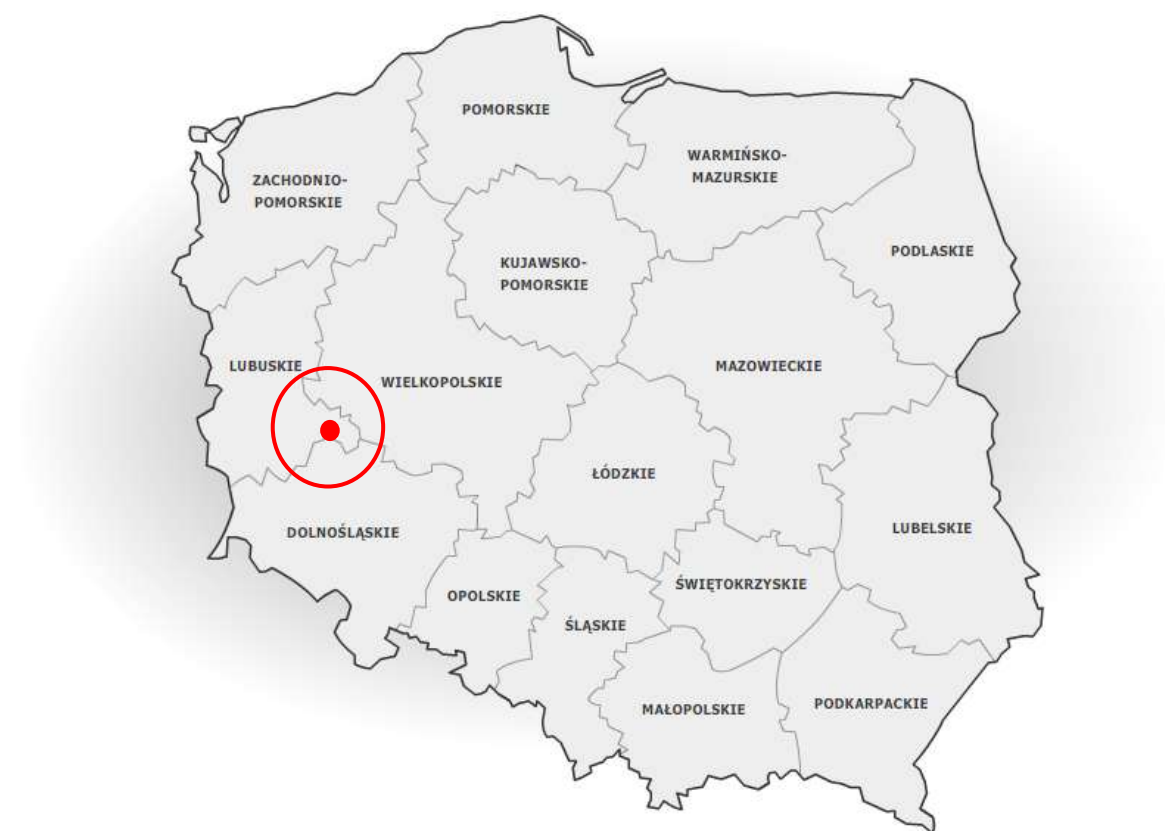 POMORSKIE
WARMIŃSKO-
MAZURSKIE
ZACHODNIO-
POMORSKIE
PODLASKIE
KUJAWSKO-
POMORSKIE
LUBUSKIE
WIELKOPOLSKIE
MAZOWIECKIE
ŁÓDZKIE
LUBELSKIE
DOLNOŚLĄSKIE
ŚWIĘTOKRZYSKIE
OPOLSKIE
ŚLĄSKIE
PODKARPACKIE
MAŁOPOLSKIE